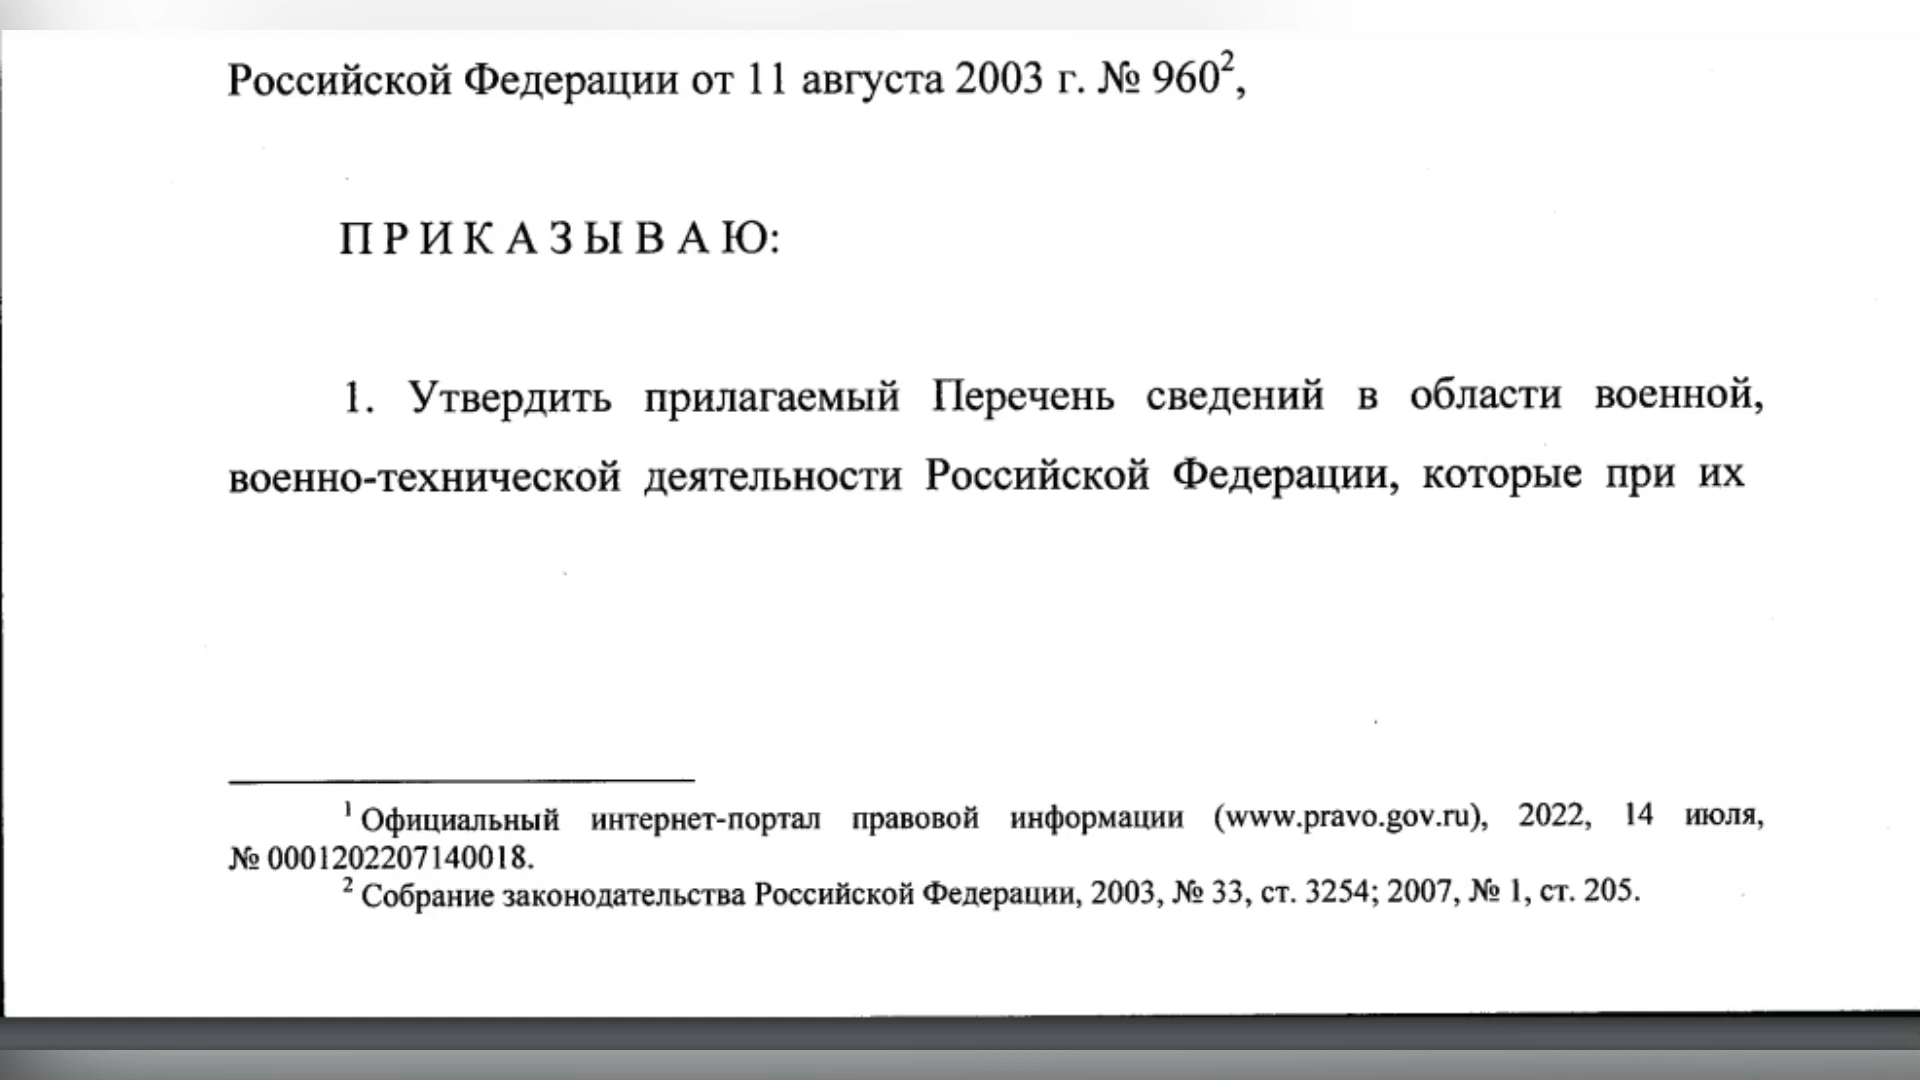 Российской Федерации от 11 августа 2003 г. № 960²,
П Р И К А З Ы В А Ю:
1. Утвердить прилагаемый Перечень сведений в области военной,
военно-технической деятельности Российской Федерации, которые при их
¹ Официальный интернет-портал правовой информации (www.pravo.gov.ru), 2022, 14 июля,
№ 0001202207140018.
² Собрание законодательства Российской Федерации, 2003, № 33, ст. 3254; 2007, № 1, ст. 205.